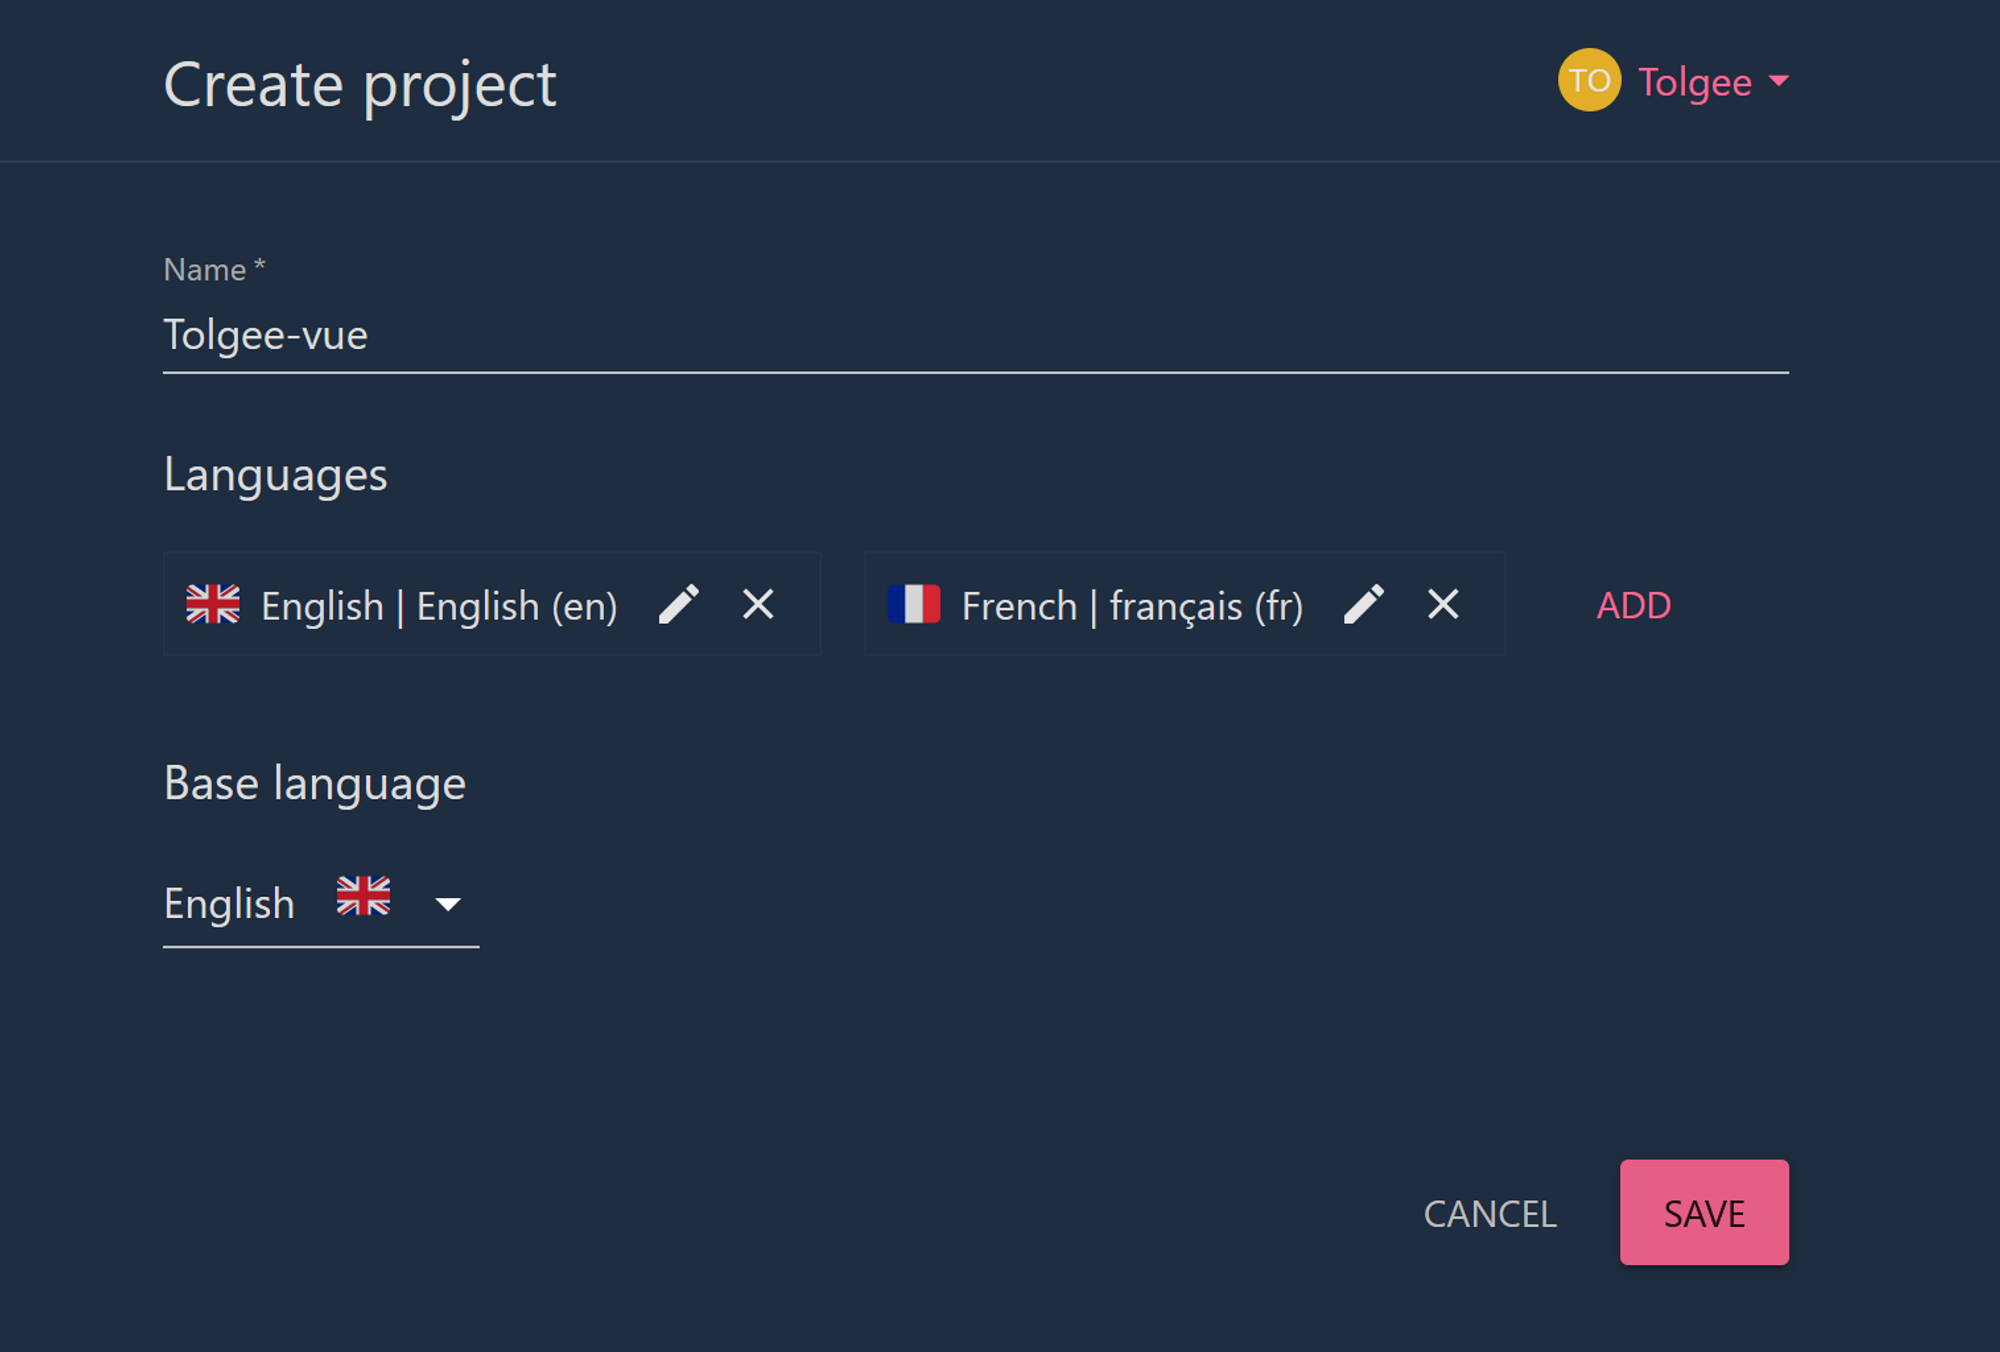 Create project
TO Tolgee
Name *
Tolgee-vue
Languages
English | English (en)
French | français (fr)
ADD
Base language
English
CANCEL
SAVE